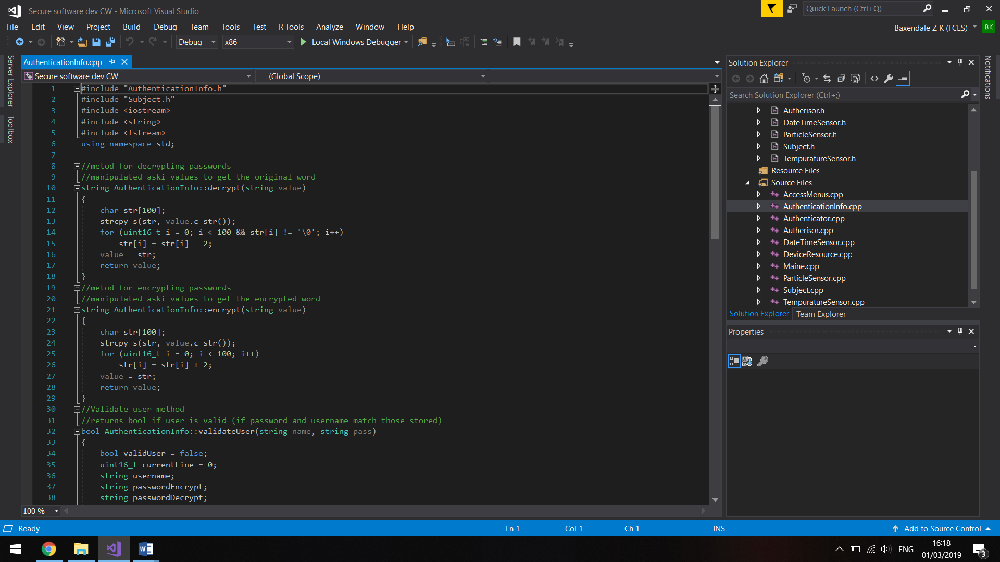 Secure software dev CW - Microsoft Visual Studio
Quick Launch (Ctrl+Q)
File Edit View Project Build Debug Team Tools Test R Tools Analyze Window Help
Baxendale Z K (FCES) BK
Debug x86 Local Windows Debugger
Server Explorer
Toolbox
AuthenticationInfo.cpp
Secure software dev CW (Global Scope)
1 #include "AuthenticationInfo.h"
2 #include "Subject.h"
3 #include <iostream>
4 #include <string>
5 #include <fstream>
6 using namespace std;
7
8 //metod for decrypting passwords
9 //manipulated aski values to get the original word
10 string AuthenticationInfo::decrypt(string value)
11 {
12 char str[100];
13 strcpy_s(str, value.c_str());
14 for (uint16_t i = 0; i < 100 && str[i] != '\0'; i++)
15 str[i] = str[i] - 2;
16 value = str;
17 return value;
18 }
19 //metod for encrypting passwords
20 //manipulated aski values to get the encrypted word
21 string AuthenticationInfo::encrypt(string value)
22 {
23 char str[100];
24 strcpy_s(str, value.c_str());
25 for (uint16_t i = 0; i < 100; i++)
26 str[i] = str[i] + 2;
27 value = str;
28 return value;
29 }
30 //Validate user method
31 //returns bool if user is valid (if password and username match those stored)
32 bool AuthenticationInfo::validateUser(string name, string pass)
33 {
34 bool validUser = false;
35 uint16_t currentLine = 0;
36 string username;
37 string passwordEncrypt;
38 string passwordDecrypt;
100 %
Solution Explorer
Search Solution Explorer (Ctrl+;)
Autherisor.h
DateTimeSensor.h
ParticleSensor.h
Subject.h
TempuratureSensor.h
Resource Files
Source Files
AccessMenus.cpp
AuthenticationInfo.cpp
Authenticator.cpp
Autherisor.cpp
DateTimeSensor.cpp
DeviceResource.cpp
Maine.cpp
ParticleSensor.cpp
Subject.cpp
TempuratureSensor.cpp
Solution Explorer Team Explorer
Properties
Notifications
Ready Ln 1 Col 1 Ch 1 INS Add to Source Control
ENG
16:18
01/03/2019
3